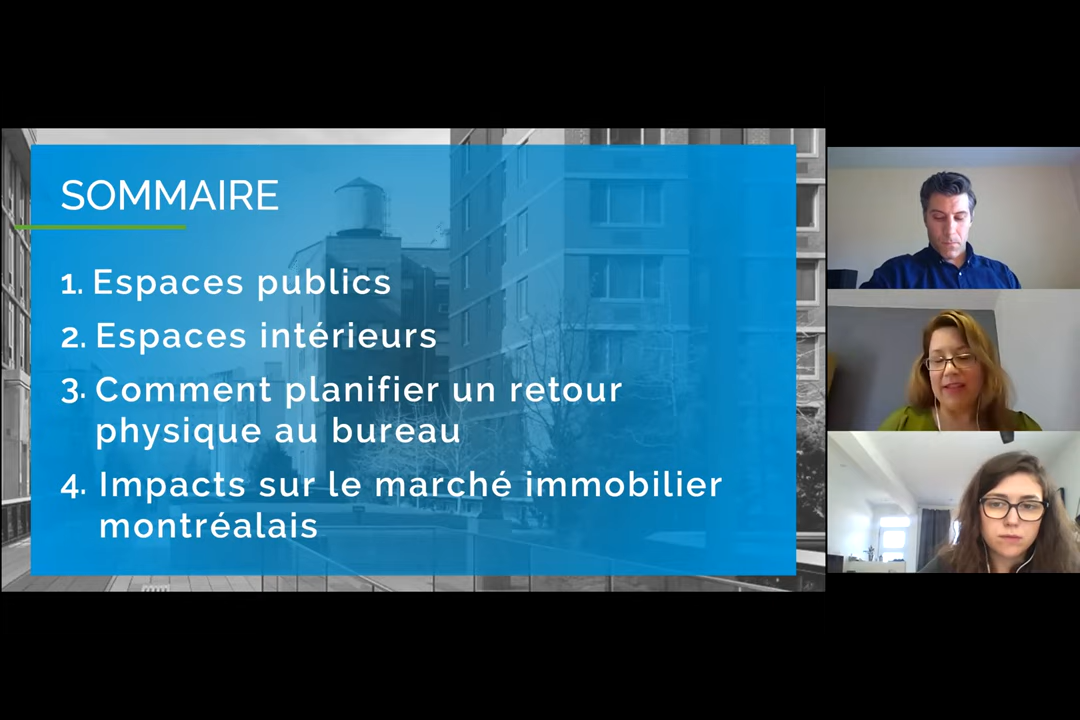 SOMMAIRE
1. Espaces publics
2. Espaces intérieurs
3. Comment planifier un retour
physique au bureau
4. Impacts sur le marché immobilier
montréalais